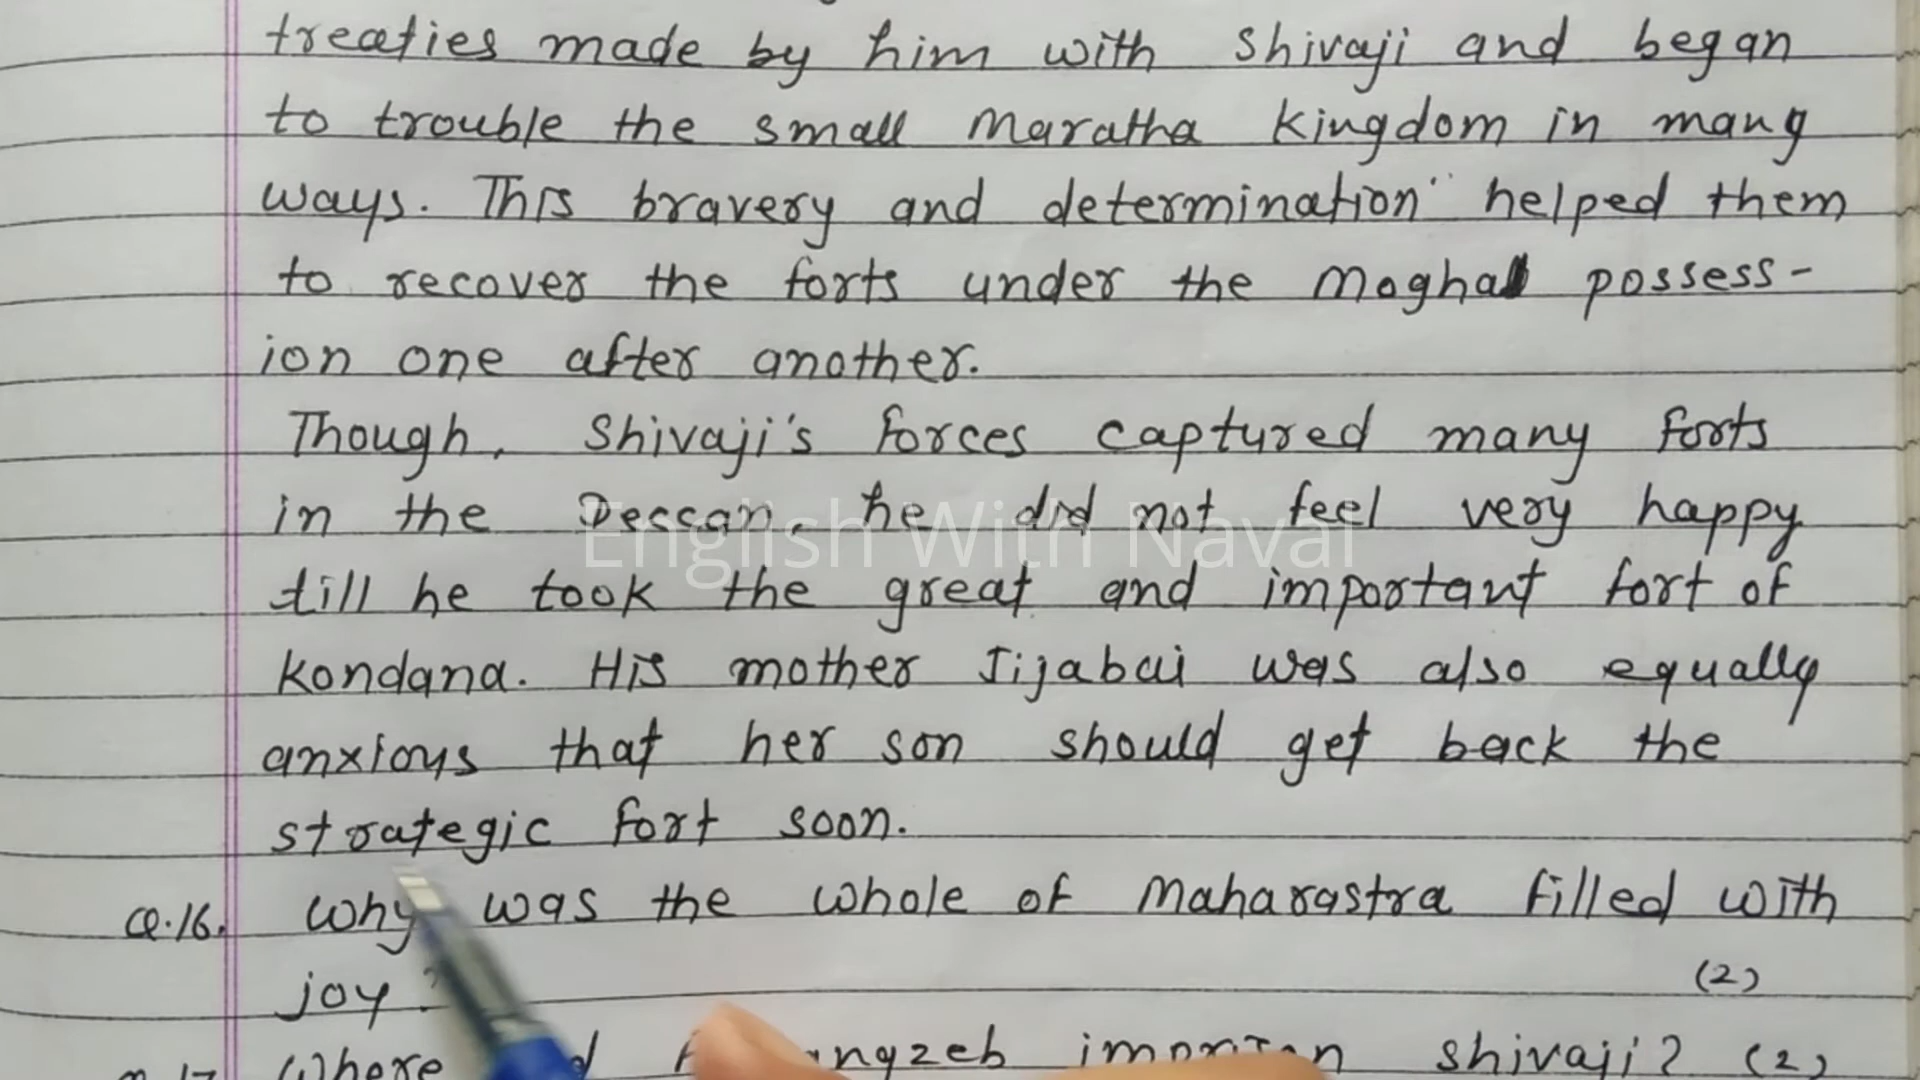 treaties made by him with Shivaji and began
to trouble the small Maratha Kingdom in many
ways. This bravery and determination helped them
to recover the forts under the Moghal possess-
ion one after another.
Though, Shivaji's forces captured many forts
in the Deccan, he did not feel very happy
till he took the great and important fort of
Kondana. His mother Jijabai was also equally
anxious that her son should get back the
strategic fort soon.
English With Naval
Q.16. Why was the whole of Maharastra filled with
joy? (2)
Where shivaji? (2)